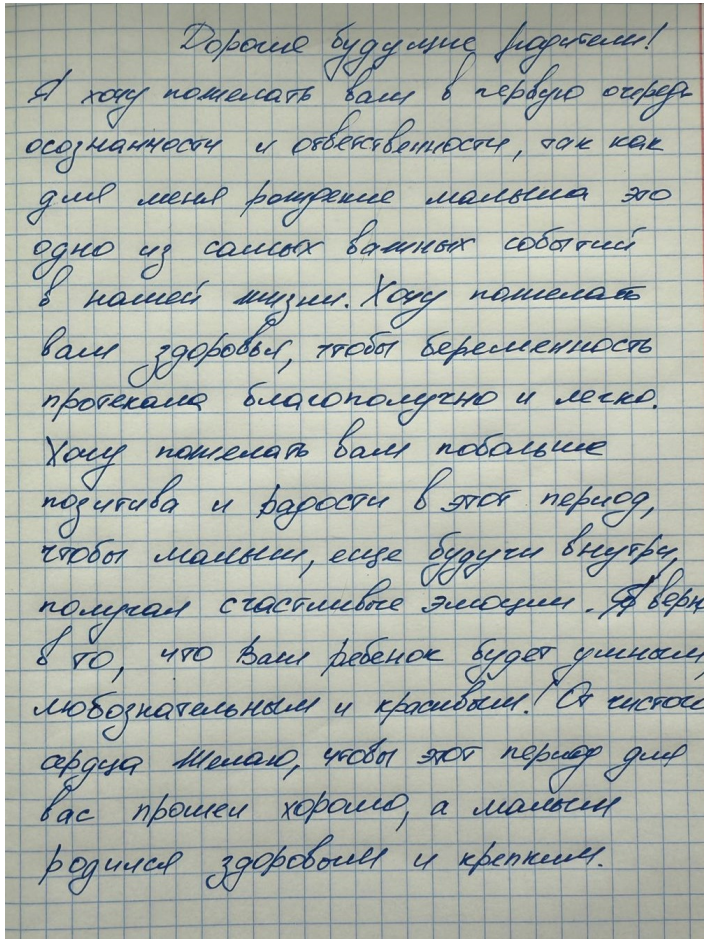 Дорогие будущие родители!
Я хочу пожелать вам в первую очередь
осознанности и ответственности, так как
для меня рождение малыша это
одно из самых важных событий
в нашей жизни. Хочу пожелать
вам здоровья, чтобы беременность
протекала благополучно и легко.
Хочу пожелать вам побольше
позитива и радости в этот период,
чтобы малыш, еще будучи внутри,
получал счастливые эмоции. Я верю
в то, что Ваш ребенок будет умным,
любознательным и красивым! От чистого
сердца желаю, чтобы этот период для
вас прошел хорошо, а малыш
родился здоровым и крепким.